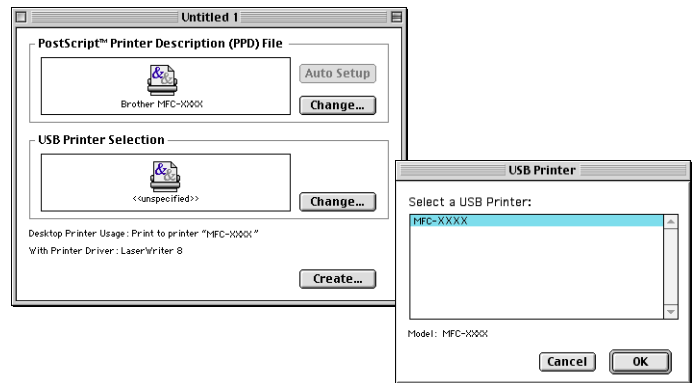 Untitled 1
PostScript™ Printer Description (PPD) File
Auto Setup
Brother MFC-XXXX
Change...
USB Printer Selection
<<unspecified>>
Change...
Desktop Printer Usage: Print to printer “MFC-XXXX”
With Printer Driver: LaserWriter 8
Create...
USB Printer
Select a USB Printer:
MFC-XXXX
Model: MFC-XXXX
Cancel
OK